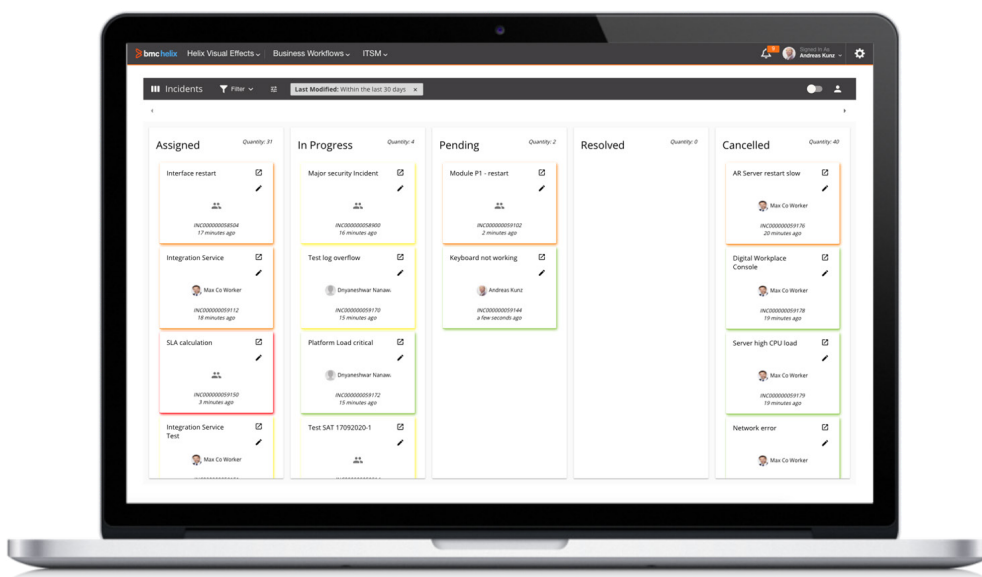 bmc helix Helix Visual Effects Business Workflows ITSM 9 Signed In As
Andreas Kunz
Incidents Filter Last Modified: Within the last 30 days ×
Assigned Quantity: 31
Interface restart
INC000000058504
17 minutes ago
Integration Service
Max Co Worker
INC000000059112
18 minutes ago
SLA calculation
INC000000059150
3 minutes ago
Integration Service
Test
Max Co Worker
In Progress Quantity: 4
Major security Incident
INC000000058900
16 minutes ago
Test log overflow
Dnyaneshwar Nanaw.
INC000000059170
15 minutes ago
Platform Load critical
Dnyaneshwar Nanaw.
INC000000059172
15 minutes ago
Test SAT 17092020-1
Pending Quantity: 2
Module P1 - restart
INC000000059102
2 minutes ago
Keyboard not working
Andreas Kunz
INC000000059144
a few seconds ago
Resolved Quantity: 0
Cancelled Quantity: 40
AR Server restart slow
Max Co Worker
INC000000059176
20 minutes ago
Digital Workplace
Console
Max Co Worker
INC000000059178
19 minutes ago
Server high CPU load
Max Co Worker
INC000000059179
19 minutes ago
Network error
Max Co Worker